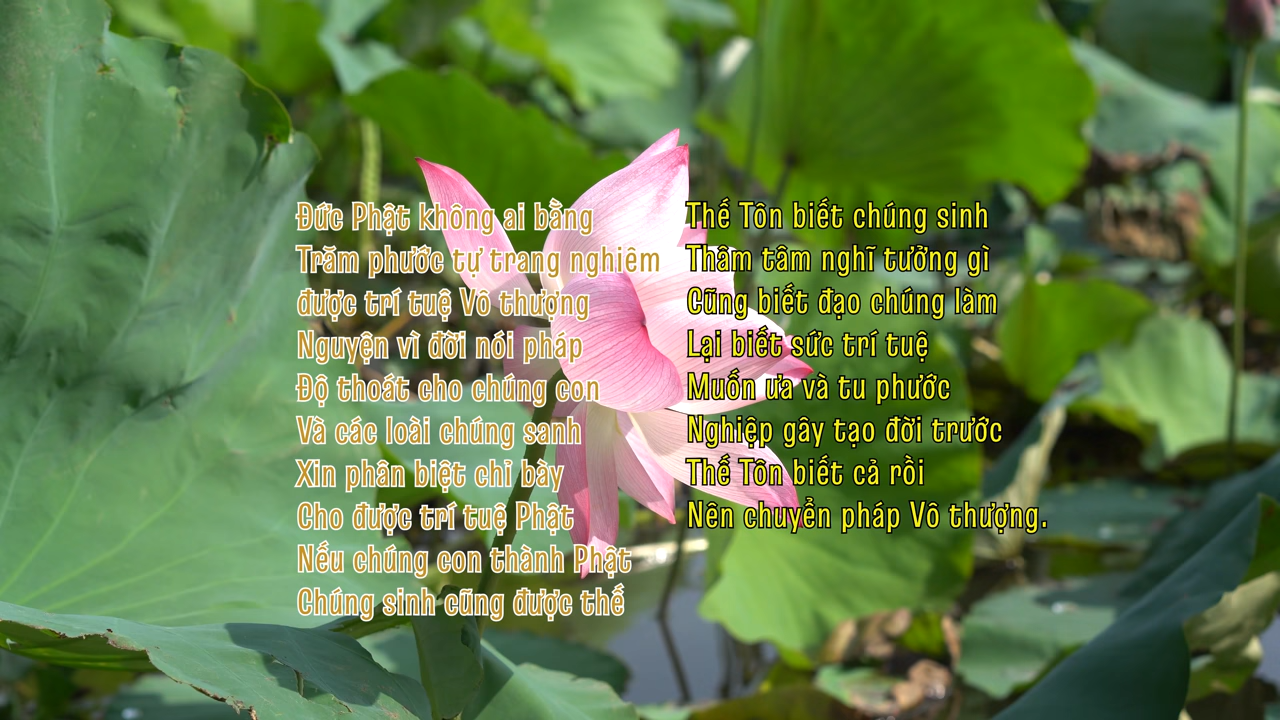 Đức Phật không ai bằng
Trăm phước tự trang nghiêm
được trí tuệ Vô thượng
Nguyện vì đời nói pháp
Độ thoát cho chúng con
Và các loài chúng sanh
Xin phân biệt chỉ bày
Cho được trí tuệ Phật
Nếu chúng con thành Phật
Chúng sinh cũng được thế
Thế Tôn biết chúng sinh
Thâm tâm nghĩ tưởng gì
Cũng biết đạo chúng làm
Lại biết sức trí tuệ
Muốn ưa và tu phước
Nghiệp gây tạo đời trước
Thế Tôn biết cả rồi
Nên chuyển pháp Vô thượng.